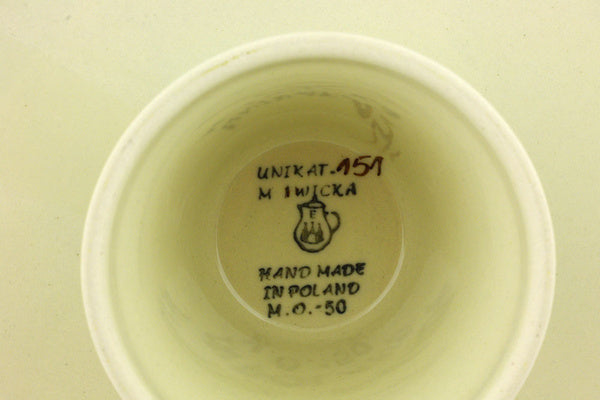 UNIKAT-151
M IWICKA
HAND MADE
IN POLAND
M.O.-50